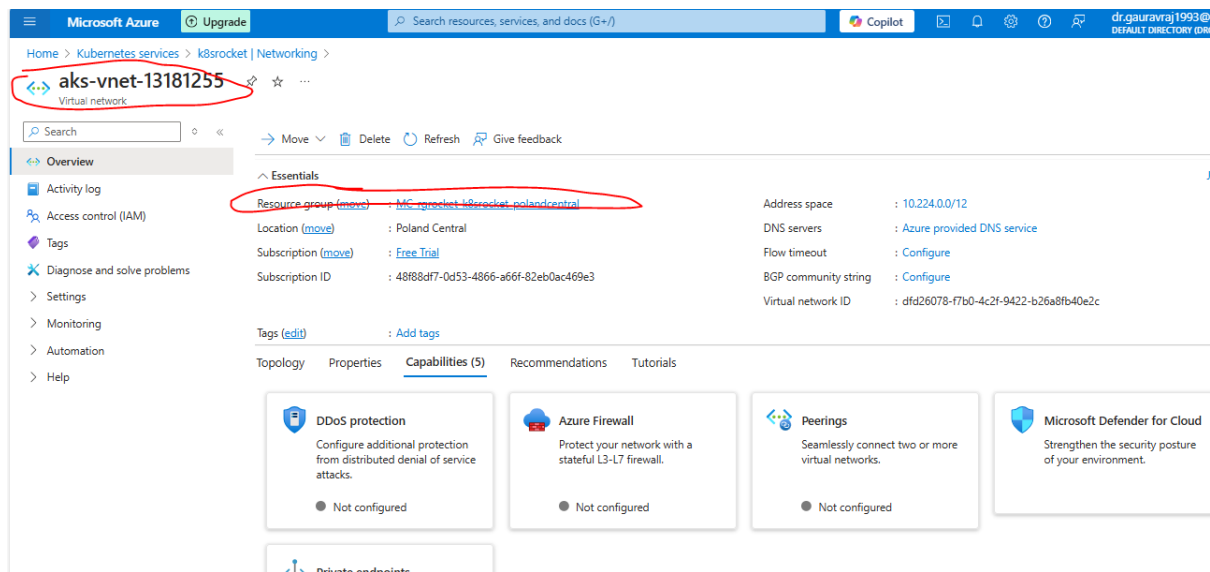 Microsoft Azure Upgrade Search resources, services, and docs (G+/) Copilot dr.gauravraj1993@
DEFAULT DIRECTORY (DR
Home > Kubernetes services > k8srocket | Networking >
aks-vnet-13181255 ...
Virtual network
Search
Move Delete Refresh Give feedback
Overview
Essentials
Activity log
Access control (IAM)
Tags
Diagnose and solve problems
Settings
Monitoring
Automation
Help
Resource group (move) : MC_rgrocket_k8srocket_polandcentral
Location (move) : Poland Central
Subscription (move) : Free Trial
Subscription ID : 48f88df7-0d53-4866-a66f-82eb0ac469e3
Address space : 10.224.0.0/12
DNS servers : Azure provided DNS service
Flow timeout : Configure
BGP community string : Configure
Virtual network ID : dfd26078-f7b0-4c2f-9422-b26a8fb40e2c
Tags (edit) : Add tags
Topology Properties Capabilities (5) Recommendations Tutorials
DDoS protection
Configure additional protection
from distributed denial of service
attacks.
Not configured
Azure Firewall
Protect your network with a
stateful L3-L7 firewall.
Not configured
Peerings
Seamlessly connect two or more
virtual networks.
Not configured
Microsoft Defender for Cloud
Strengthen the security posture
of your environment.
Private endpoints